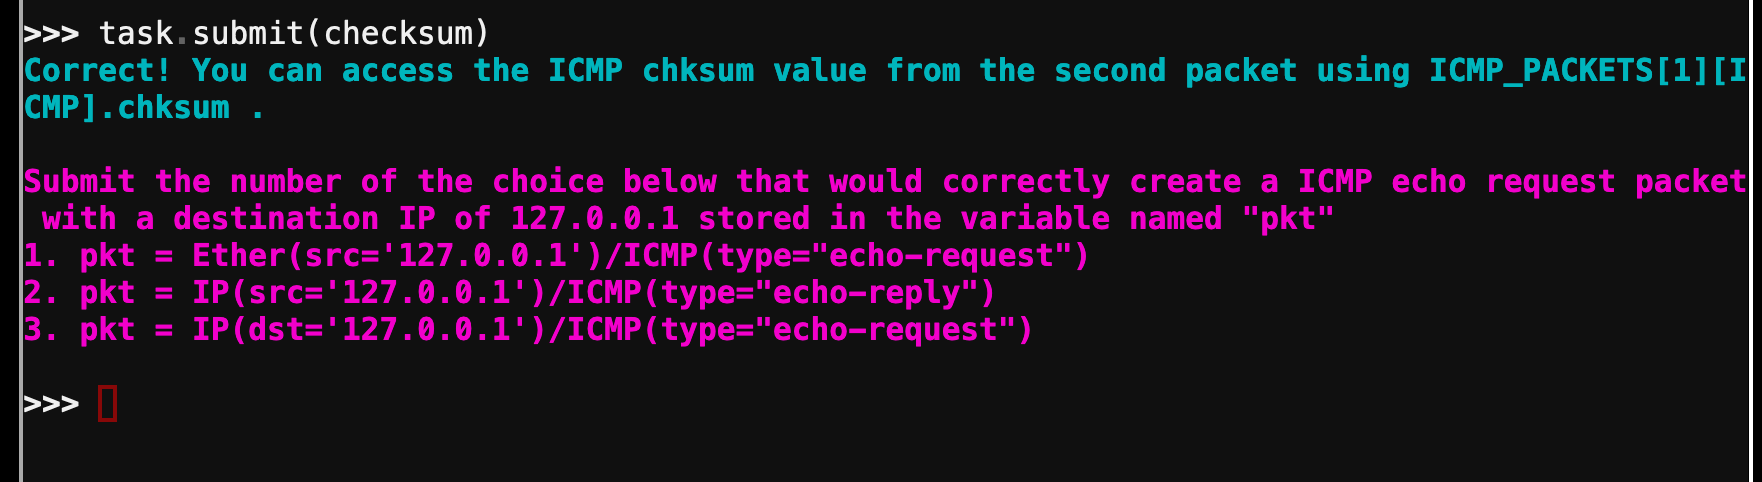 >>> task.submit(checksum)
Correct! You can access the ICMP chksum value from the second packet using ICMP_PACKETS[1][I
CMP].chksum .
Submit the number of the choice below that would correctly create a ICMP echo request packet
 with a destination IP of 127.0.0.1 stored in the variable named "pkt"
1. pkt = Ether(src='127.0.0.1')/ICMP(type="echo-request")
2. pkt = IP(src='127.0.0.1')/ICMP(type="echo-reply")
3. pkt = IP(dst='127.0.0.1')/ICMP(type="echo-request")
>>>